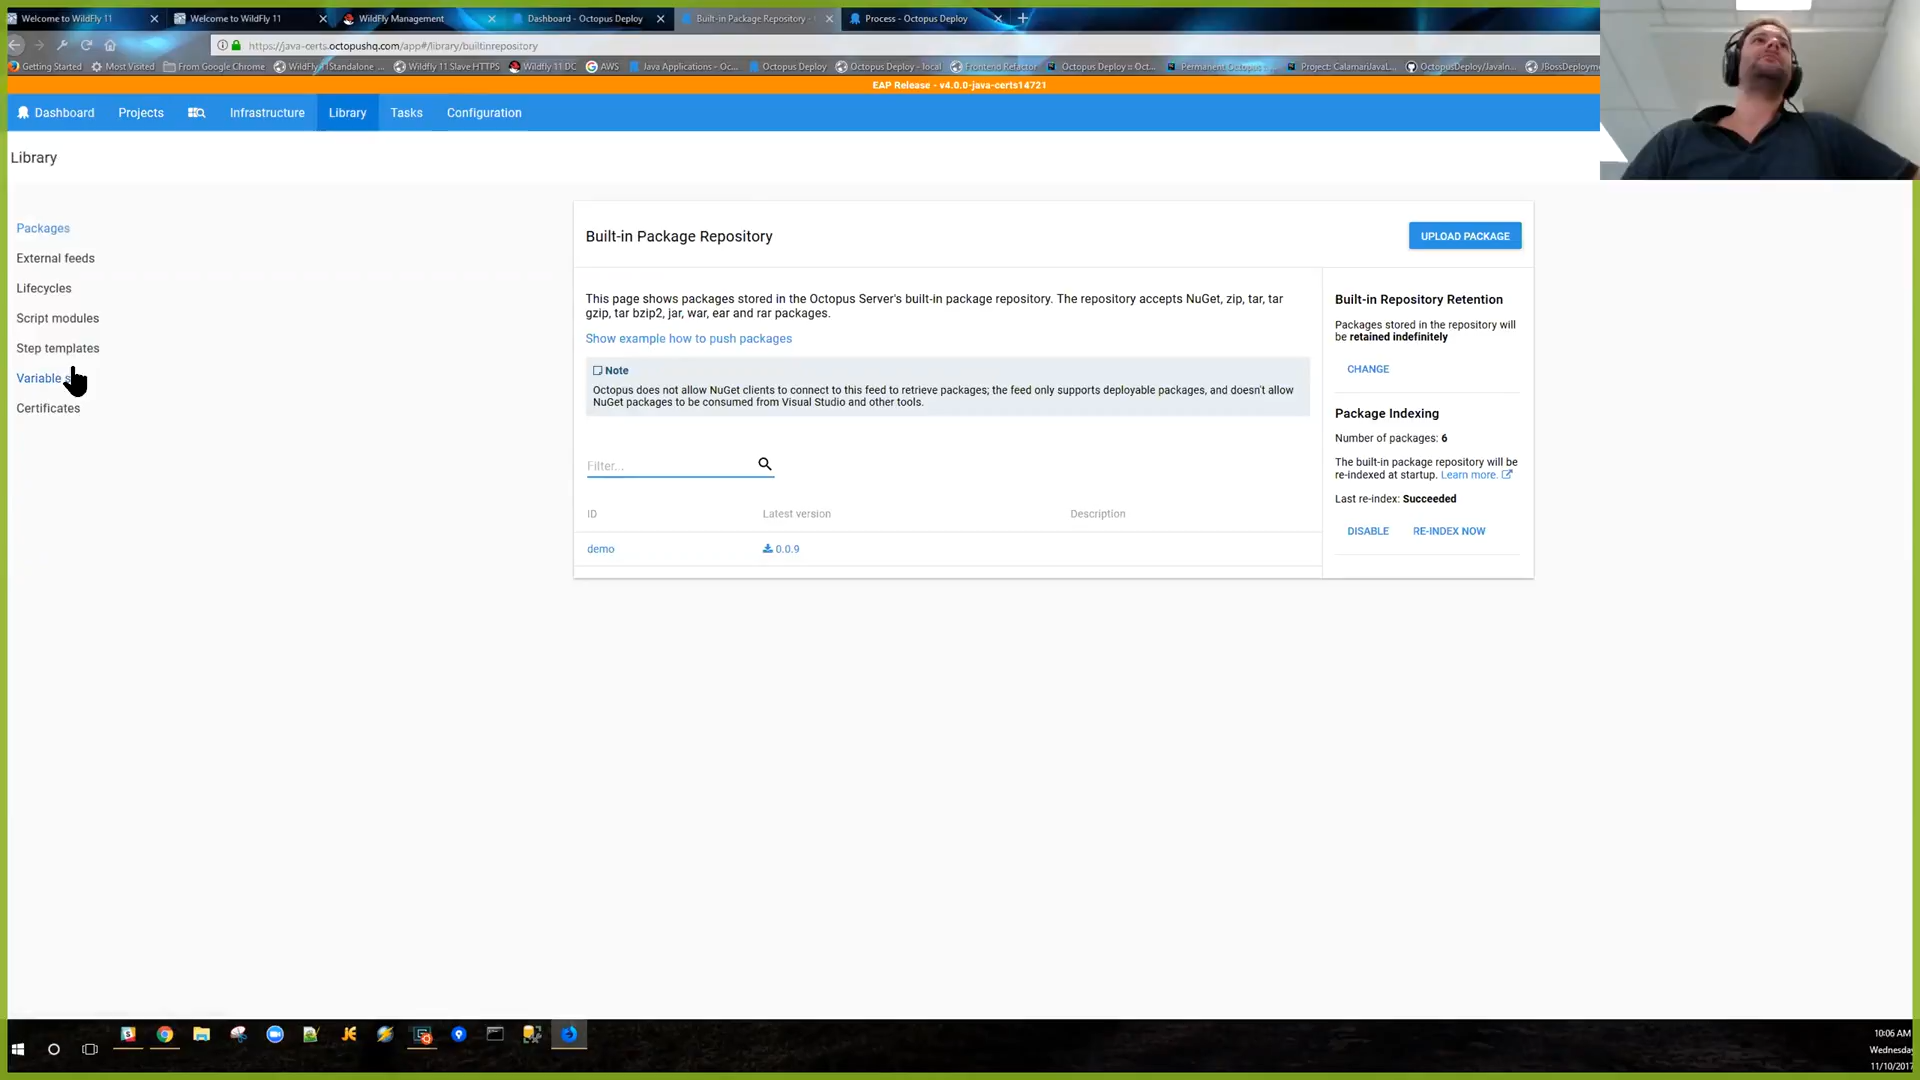 Welcome to WildFly 11
Welcome to WildFly 11
WildFly Management
Dashboard - Octopus Deploy
Built-in Package Repository -
Process - Octopus Deploy
https://java-certs.octopushq.com/app#/library/builtinrepository
Getting Started
Most Visited
From Google Chrome
WildFly 11 Standalone ...
WildFly 11 Slave HTTPS
Wildfly 11 DC
AWS
Java Applications - Oc...
Octopus Deploy
Octopus Deploy - local
Frontend Refactor
Octopus Deploy :: Oct...
Permanent Octopus ...
Project: CalamariJavaL...
OctopusDeploy/JavaIn...
JBossDeployme
EAP Release - v4.0.0-java-certs14721
Dashboard
Projects
Infrastructure
Library
Tasks
Configuration
Library
Packages
External feeds
Lifecycles
Script modules
Step templates
Variable s
Certificates
Built-in Package Repository
UPLOAD PACKAGE
This page shows packages stored in the Octopus Server's built-in package repository. The repository accepts NuGet, zip, tar, tar
gzip, tar bzip2, jar, war, ear and rar packages.
Show example how to push packages
Note
Octopus does not allow NuGet clients to connect to this feed to retrieve packages; the feed only supports deployable packages, and doesn't allow
NuGet packages to be consumed from Visual Studio and other tools.
Filter...
ID
Latest version
Description
demo
0.0.9
Built-in Repository Retention
Packages stored in the repository will
be retained indefinitely
CHANGE
Package Indexing
Number of packages: 6
The built-in package repository will be
re-indexed at startup. Learn more.
Last re-index: Succeeded
DISABLE
RE-INDEX NOW
10:06 AM
Wednesday
11/10/2017